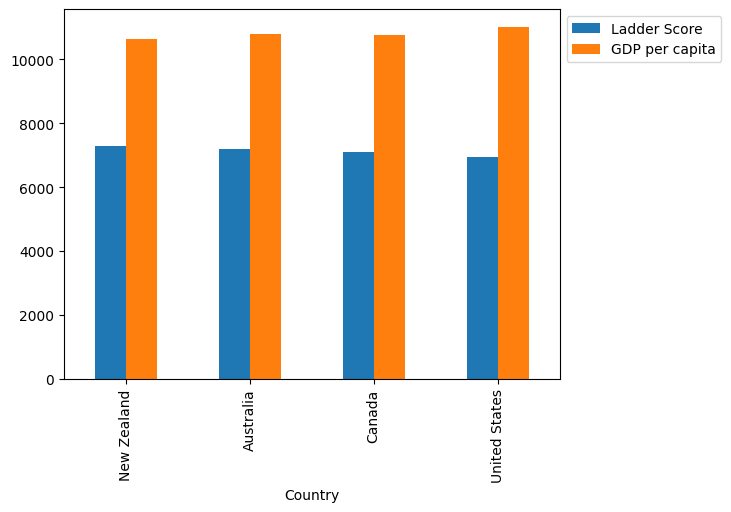 Ladder Score
GDP per capita
10000
8000
6000
4000
2000
0
New Zealand
Australia
Canada
United States
Country